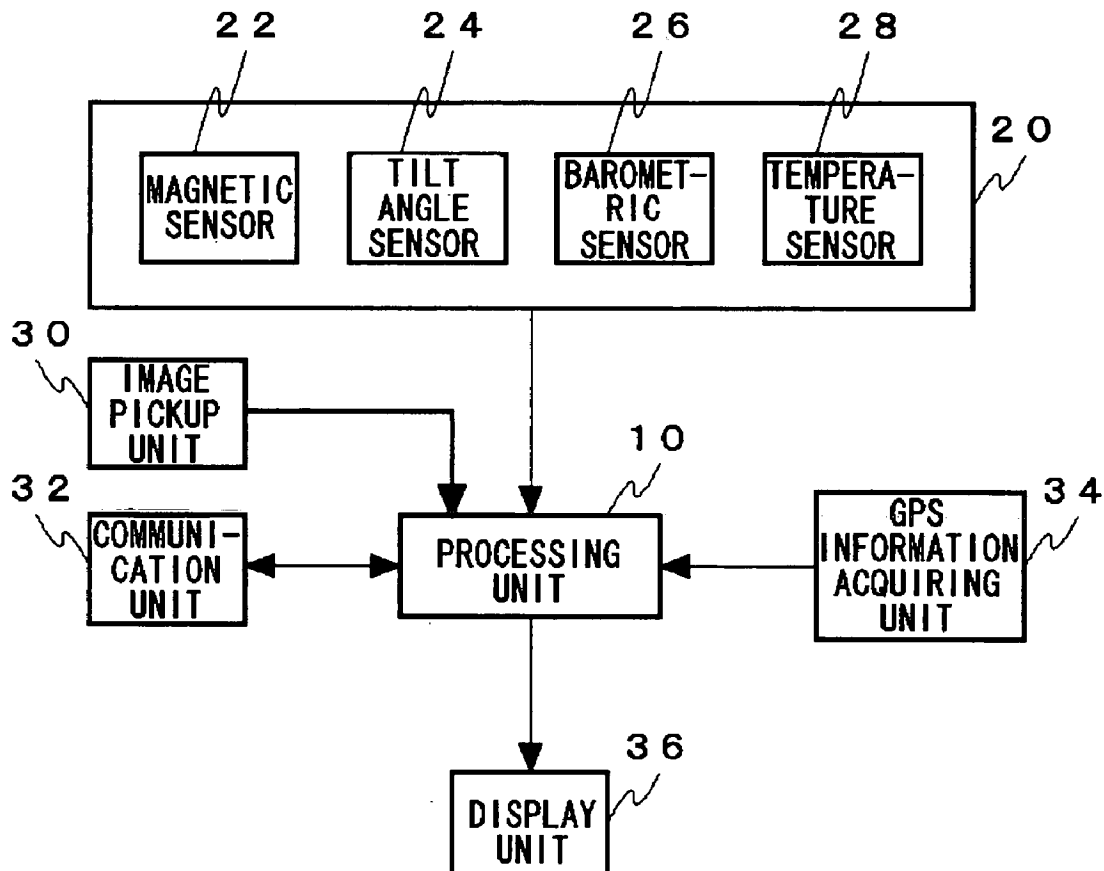 22 24 26 28
20
MAGNETIC
SENSOR
TILT
ANGLE
SENSOR
BAROMET-
RIC
SENSOR
TEMPERA-
TURE
SENSOR
30
IMAGE
PICKUP
UNIT
10
32
COMMUNI-
CATION
UNIT
PROCESSING
UNIT
34
GPS
INFORMATION
ACQUIRING
UNIT
36
DISPLAY
UNIT